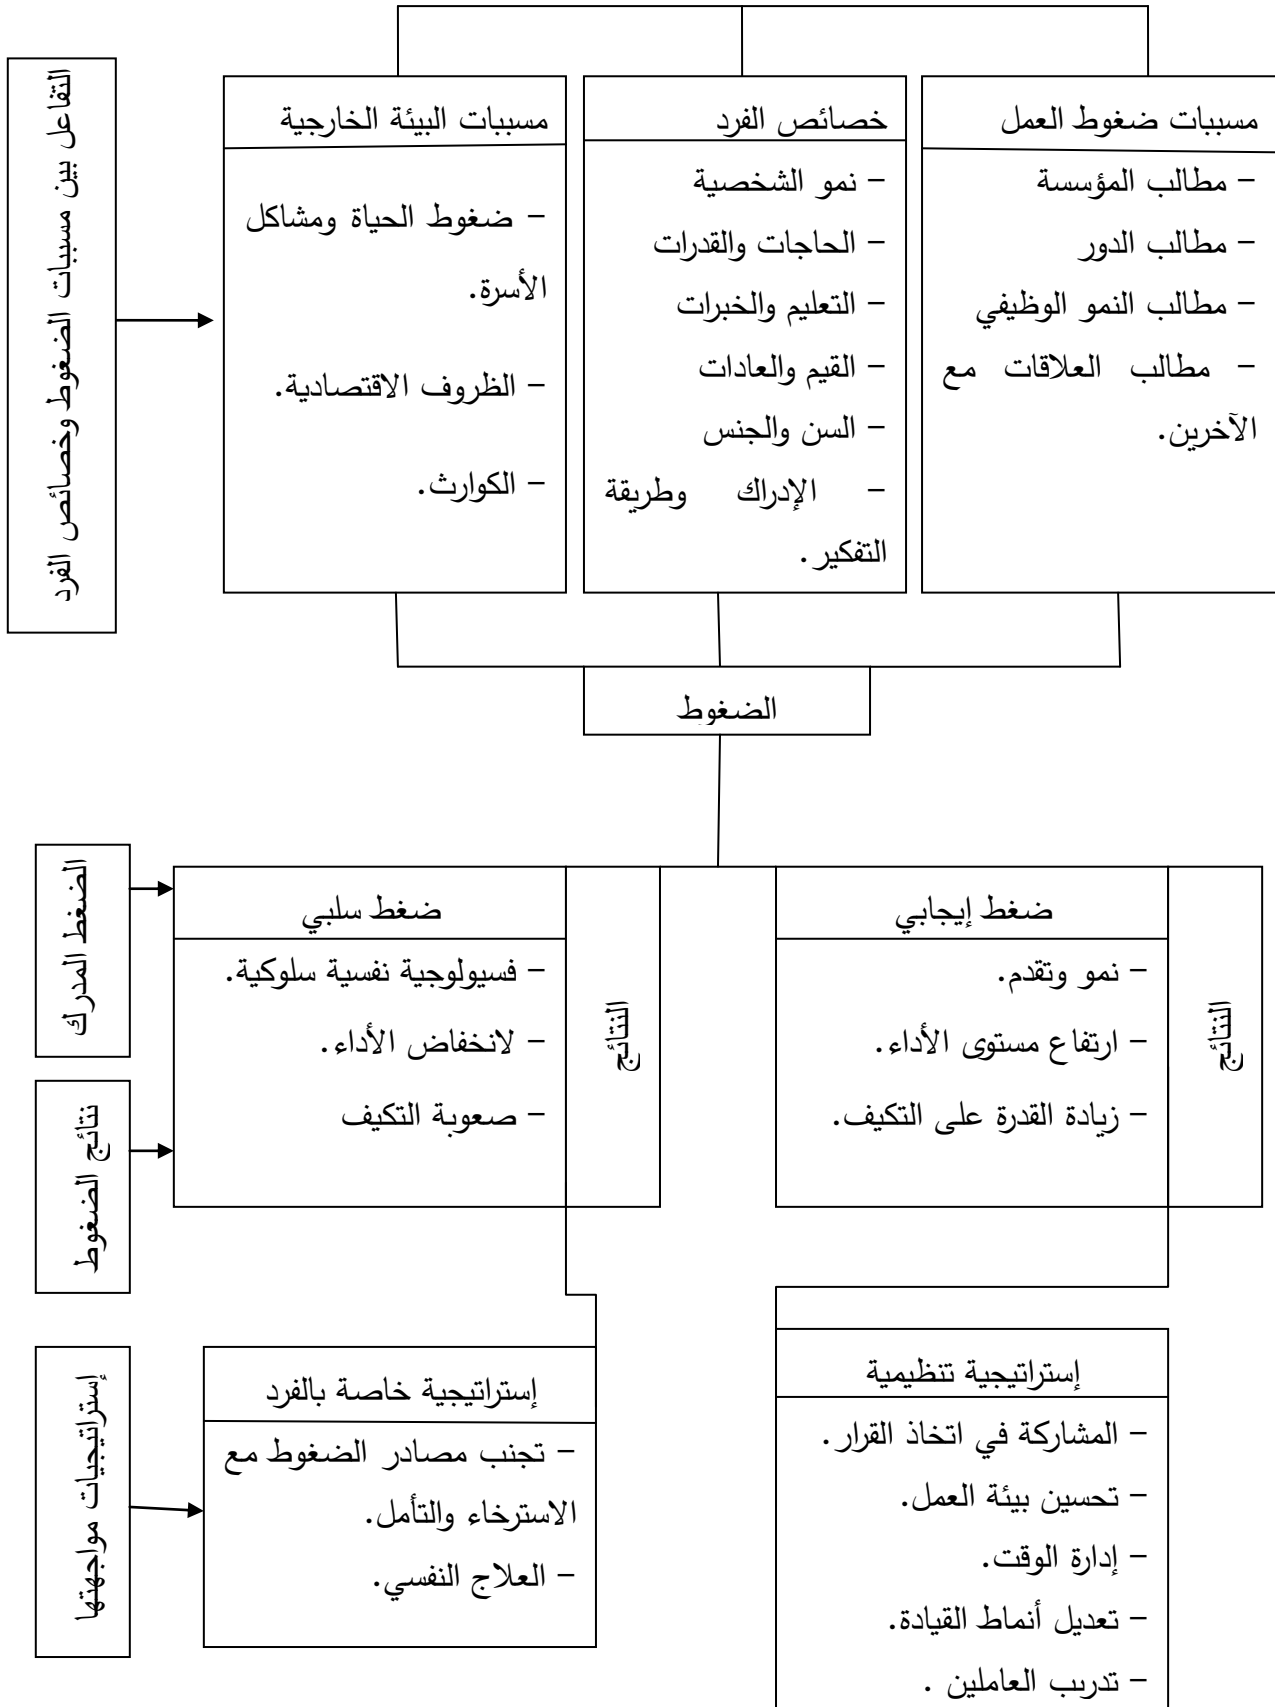 التفاعل بين مسببات الضغوط وخصائص الفرد
مسببات ضغوط العمل
- مطالب المؤسسة
- مطالب الدور
- مطالب النمو الوظيفي
- مطالب العلاقات مع
الآخرين.
خصائص الفرد
- نمو الشخصية
- الحاجات والقدرات
- التعليم والخبرات
- القيم والعادات
- السن والجنس
- الإدراك وطريقة
التفكير.
مسببات البيئة الخارجية
- ضغوط الحياة ومشاكل
الأسرة.
- الظروف الاقتصادية.
- الكوارث.
الضغوط
الضغط المدرك
نتائج الضغوط
النتائج
ضغط إيجابي
- نمو وتقدم.
- ارتفاع مستوى الأداء.
- زيادة القدرة على التكيف.
النتائج
ضغط سلبي
- فسيولوجية نفسية سلوكية.
- لانخفاض الأداء.
- صعوبة التكيف
إستراتيجيات مواجهتها
إستراتيجية تنظيمية
- المشاركة في اتخاذ القرار.
- تحسين بيئة العمل.
- إدارة الوقت.
- تعديل أنماط القيادة.
- تدريب العاملين .
إستراتيجية خاصة بالفرد
- تجنب مصادر الضغوط مع
الاسترخاء والتأمل.
- العلاج النفسي.